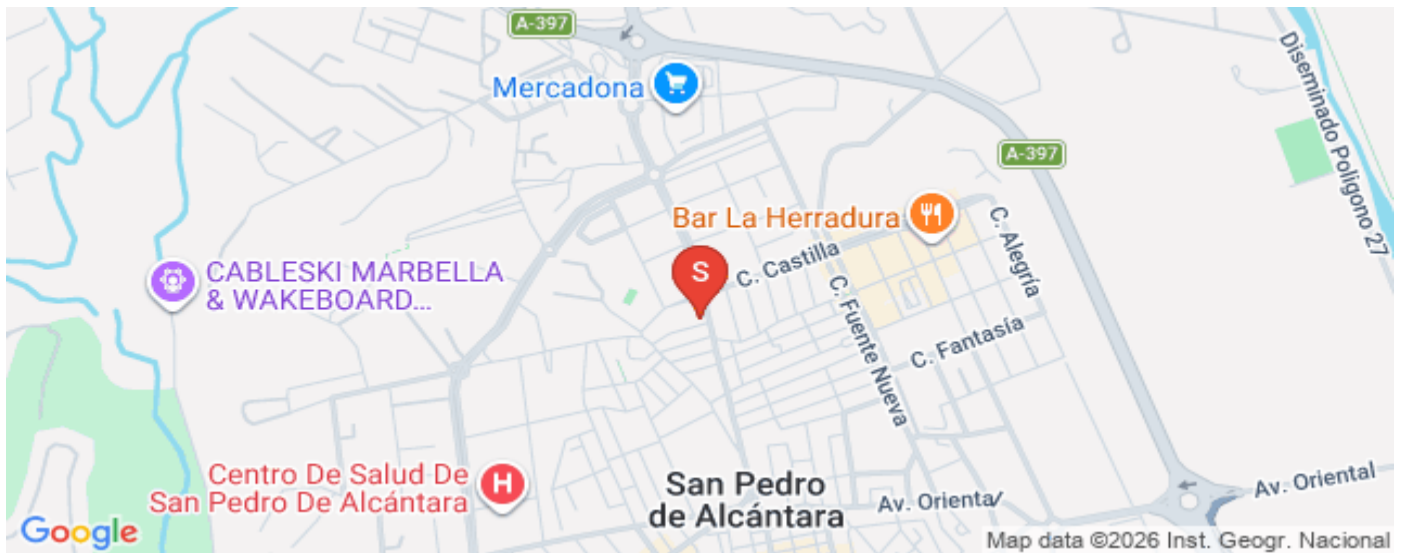 A-397
Mercadona
Diseminado Poligono 27
A-397
Bar La Herradura
C. Alegría
C. Castilla
CABLESKI MARBELLA
& WAKEBOARD...
S
C. Fuente Nueva
C. Fantasía
Centro De Salud De
San Pedro De Alcántara
H
San Pedro
de Alcántara
Av. Oriental
Av. Oriental
Google
Map data ©2026 Inst. Geogr. Nacional